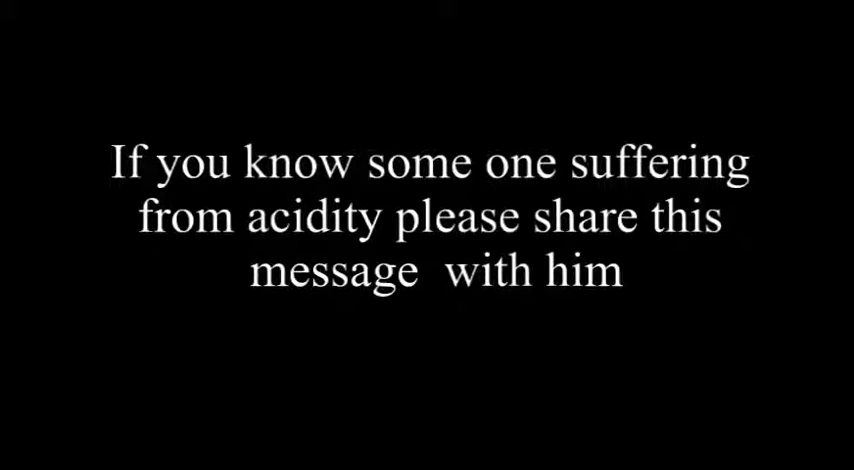 If you know some one suffering
from acidity please share this
message  with him